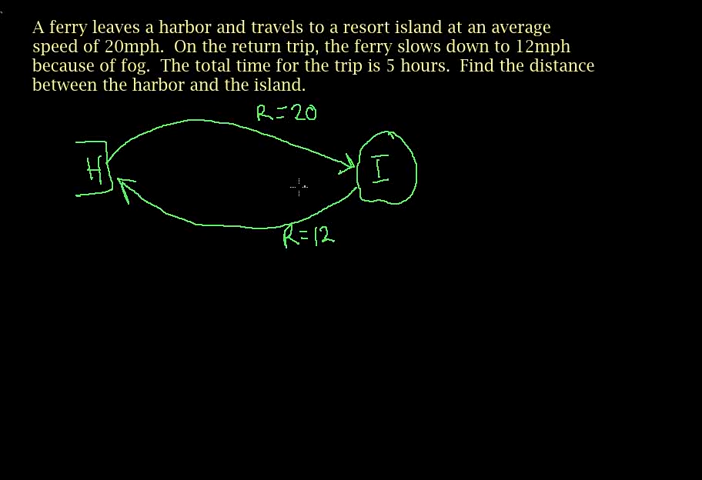 A ferry leaves a harbor and travels to a resort island at an average
speed of 20mph.  On the return trip, the ferry slows down to 12mph
because of fog.  The total time for the trip is 5 hours.  Find the distance
between the harbor and the island.
R=20
H
I
R=12